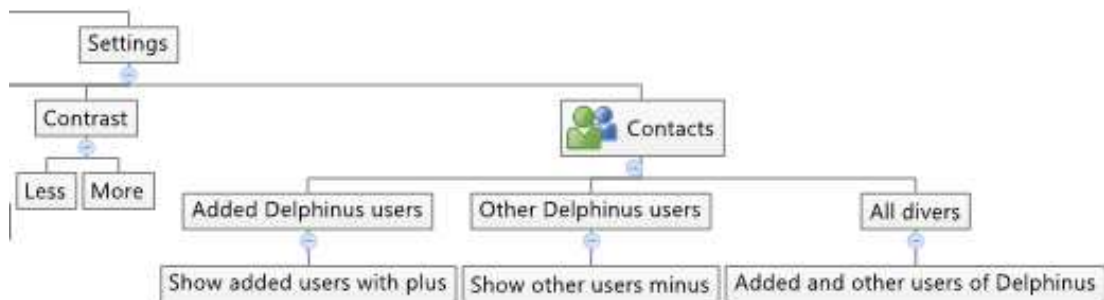 Settings
Contrast
Contacts
Less
More
Added Delphinus users
Other Delphinus users
All divers
Show added users with plus
Show other users minus
Added and other users of Delphinus